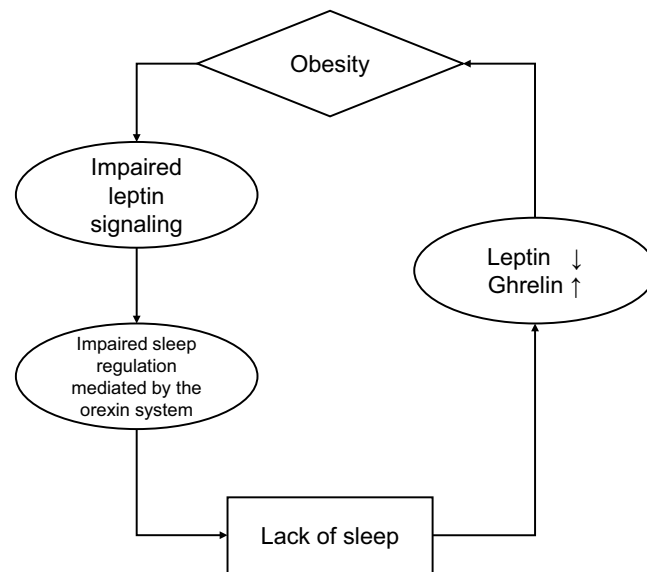 Obesity
Impaired
leptin
signaling
Impaired sleep
regulation
mediated by the
orexin system
Lack of sleep
Leptin ↓
Ghrelin ↑